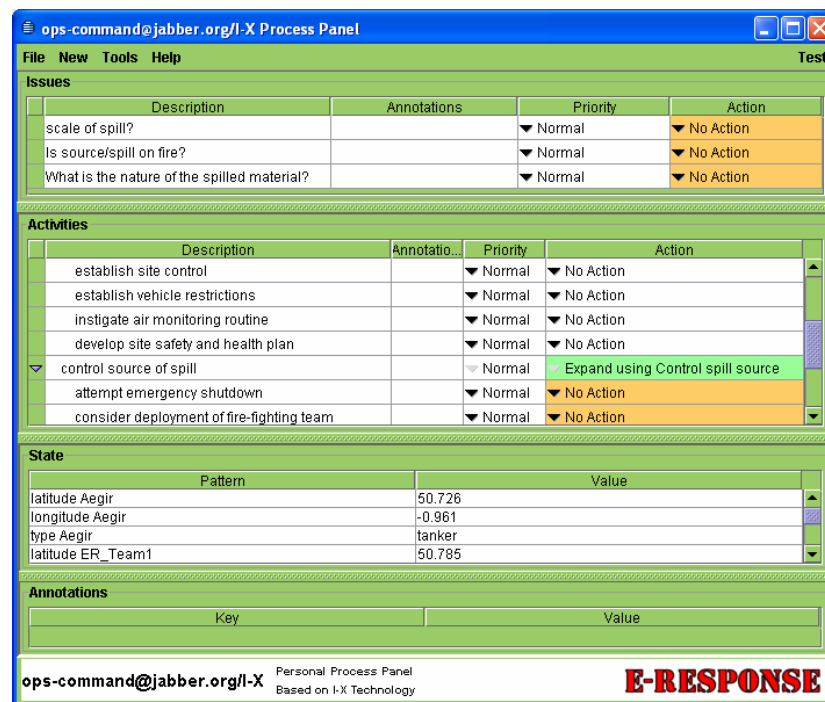 ops-command@jabber.org/I-X Process Panel
File New Tools Help Test
Issues
Description Annotations Priority Action
scale of spill? Normal No Action
Is source/spill on fire? Normal No Action
What is the nature of the spilled material? Normal No Action
Activities
Description Annotatio... Priority Action
establish site control Normal No Action
establish vehicle restrictions Normal No Action
instigate air monitoring routine Normal No Action
develop site safety and health plan Normal No Action
control source of spill Normal Expand using Control spill source
attempt emergency shutdown Normal No Action
consider deployment of fire-fighting team Normal No Action
State
Pattern Value
latitude Aegir 50.726
longitude Aegir -0.961
type Aegir tanker
latitude ER_Team1 50.785
Annotations
Key Value
ops-command@jabber.org/I-X Personal Process Panel
Based on I-X Technology
E-RESPONSE